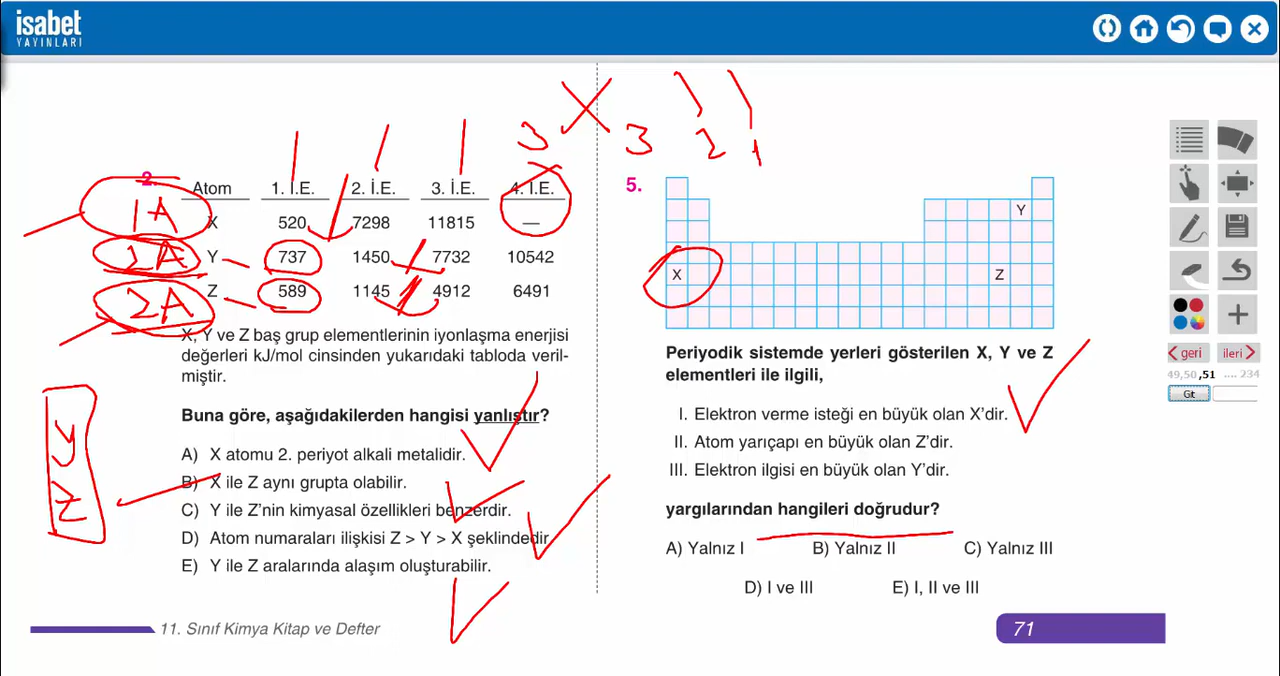 isabet
YAYINLARI
3 3 2 1
2.
Atom 1. İ.E. 2. İ.E. 3. İ.E. 4. İ.E.
1A X 520 7298 11815 —
2A Y 737 1450 7732 10542
2A Z 589 1145 4912 6491
X, Y ve Z baş grup elementlerinin iyonlaşma enerjisi
değerleri kJ/mol cinsinden yukarıdaki tabloda veril-
miştir.
Buna göre, aşağıdakilerden hangisi yanlıştır?
A) X atomu 2. periyot alkali metalidir.
B) X ile Z aynı grupta olabilir.
C) Y ile Z'nin kimyasal özellikleri benzerdir.
D) Atom numaraları ilişkisi Z > Y > X şeklindedir
E) Y ile Z aralarında alaşım oluşturabilir.
y
Z
11. Sınıf Kimya Kitap ve Defter
5.
Y
X Z
Periyodik sistemde yerleri gösterilen X, Y ve Z
elementleri ile ilgili,
I. Elektron verme isteği en büyük olan X'dir.
II. Atom yarıçapı en büyük olan Z'dir.
III. Elektron ilgisi en büyük olan Y'dir.
yargılarından hangileri doğrudur?
A) Yalnız I B) Yalnız II C) Yalnız III
D) I ve III E) I, II ve III
71
geri ileri
49,50,51 .... 234
Git